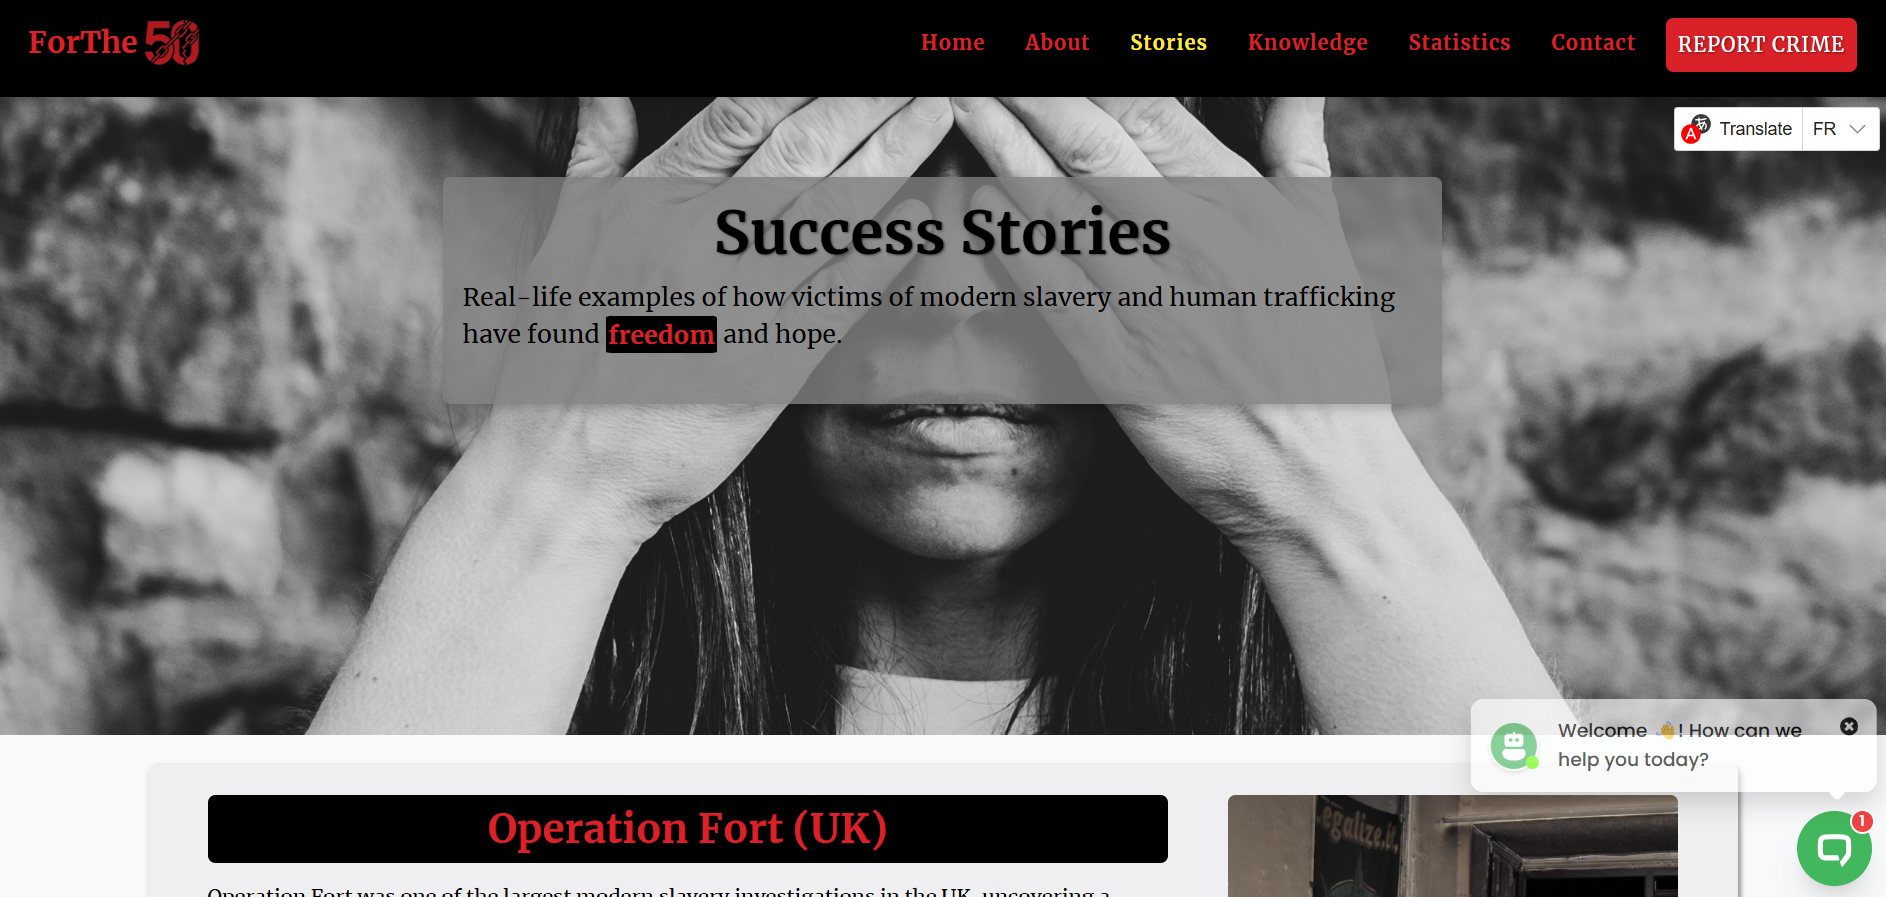 ForThe 50
Home
About
Stories
Knowledge
Statistics
Contact
REPORT CRIME
Translate
FR
Success Stories
Real-life examples of how victims of modern slavery and human trafficking
have found freedom and hope.
Welcome 👋! How can we
help you today?
1
Operation Fort (UK)
egalize.it.
Operation Fort was one of the largest modern slavery investigations in the UK, uncovering a